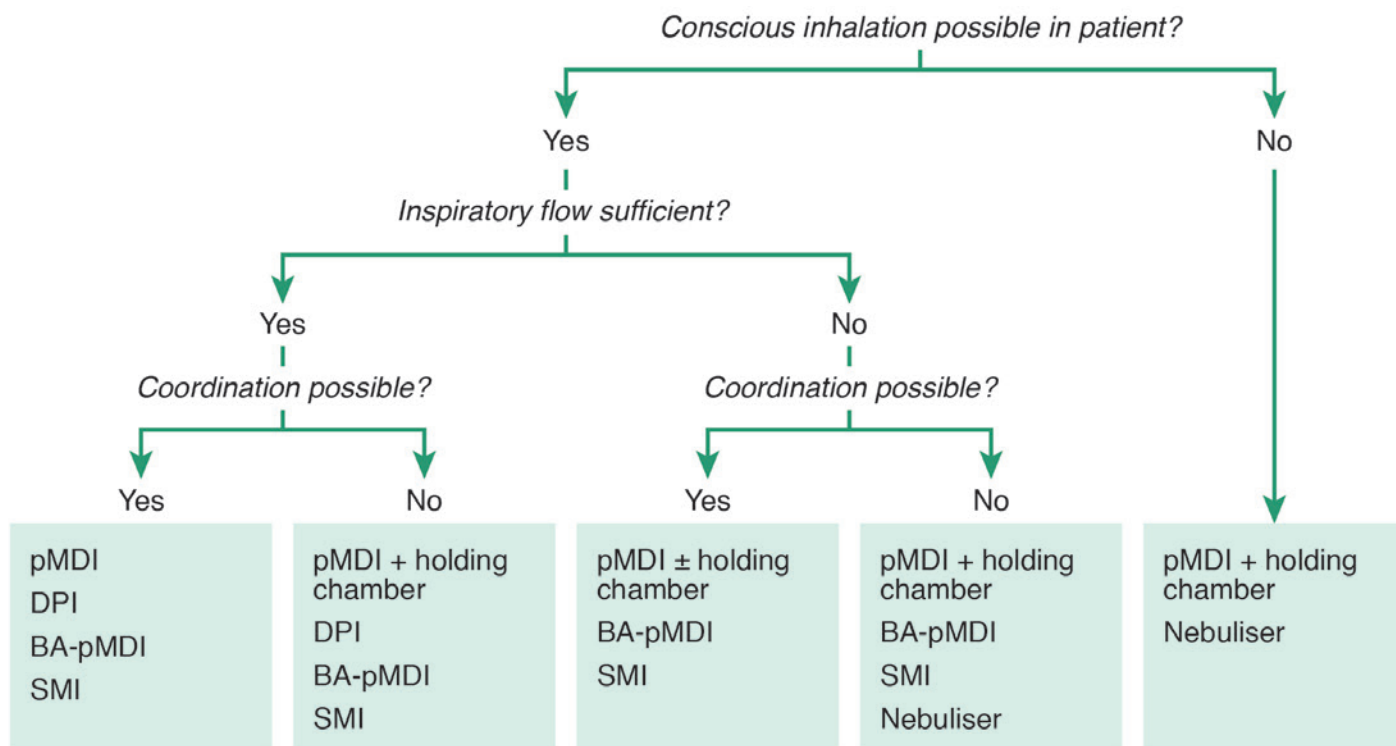 Conscious inhalation possible in patient?
Yes
No
Inspiratory flow sufficient?
Yes
No
Coordination possible?
Coordination possible?
Yes
No
Yes
No
pMDI
DPI
BA-pMDI
SMI
pMDI + holding
chamber
DPI
BA-pMDI
SMI
pMDI ± holding
chamber
BA-pMDI
SMI
pMDI + holding
chamber
BA-pMDI
SMI
Nebuliser
pMDI + holding
chamber
Nebuliser